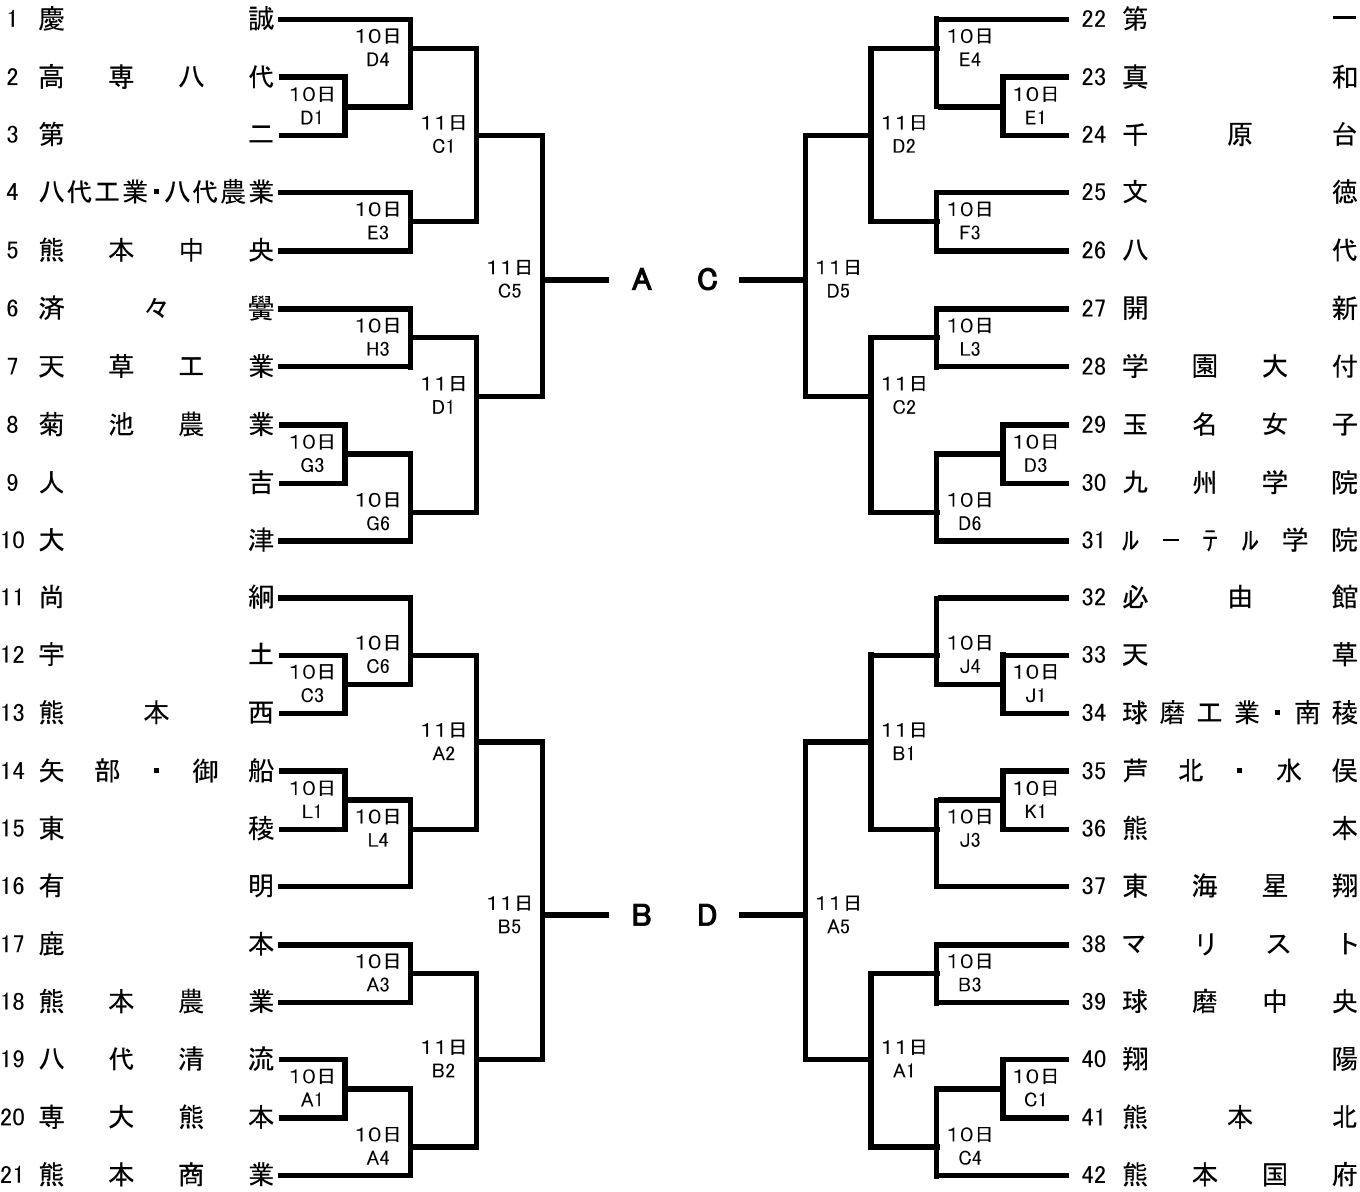 1 慶誠
10日
D4
2 高専八代
10日
D1
3 第二
11日
C1
4 八代工業・八代農業
10日
E3
5 熊本中央
11日
C5
A
6 済々黌
10日
H3
7 天草工業
11日
D1
8 菊池農業
10日
G3
9 人吉
10日
G6
10 大津
11 尚絅
10日
C6
12 宇土
10日
C3
13 熊本西
11日
A2
14 矢部・御船
10日
L1
15 東稜
10日
L4
16 有明
11日
B5
B
17 鹿本
10日
A3
18 熊本農業
11日
B2
19 八代清流
10日
A1
20 専大熊本
10日
A4
21 熊本商業
22 第一
10日
E4
23 真和
10日
E1
24 千原台
11日
D2
25 文徳
10日
F3
26 八代
C
11日
D5
27 開新
10日
L3
28 学園大付
11日
C2
29 玉名女子
10日
D3
30 九州学院
10日
D6
31 ルーテル学院
32 必由館
10日
J4
33 天草
10日
J1
34 球磨工業・南稜
11日
B1
35 芦北・水俣
10日
K1
36 熊本
10日
J3
37 東海星翔
D
11日
A5
38 マリスト
10日
B3
39 球磨中央
11日
A1
40 翔陽
10日
C1
41 熊本北
10日
C4
42 熊本国府